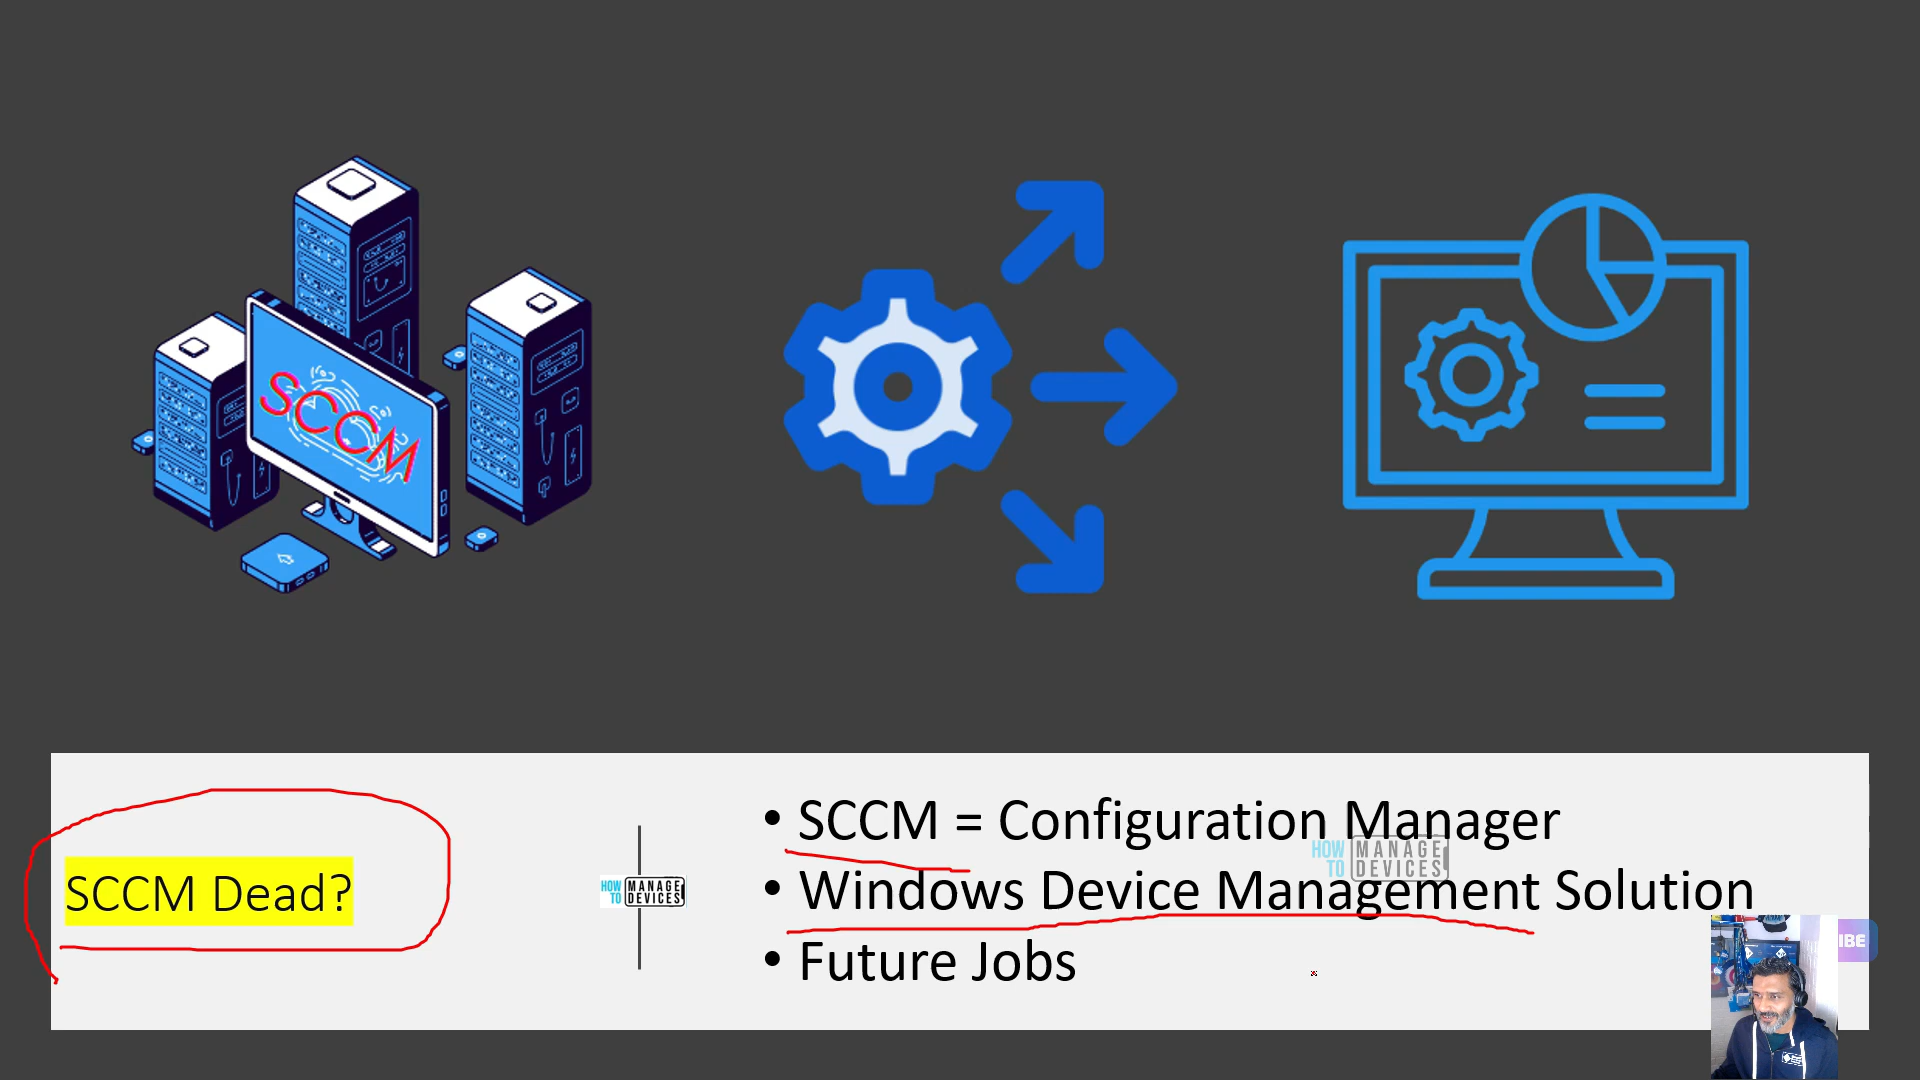 SCCM
SCCM Dead?
HOW TO MANAGE DEVICES
• SCCM = Configuration Manager
HOW TO MANAGE DEVICES
• Windows Device Management Solution
• Future Jobs
IBE